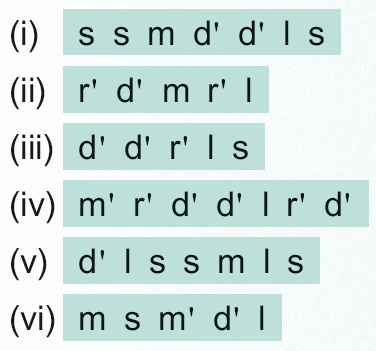 (i) s s m d' d' l s
(ii) r' d' m r' l
(iii) d' d' r' l s
(iv) m' r' d' d' l r' d'
(v) d' l s s m l s
(vi) m s m' d' l